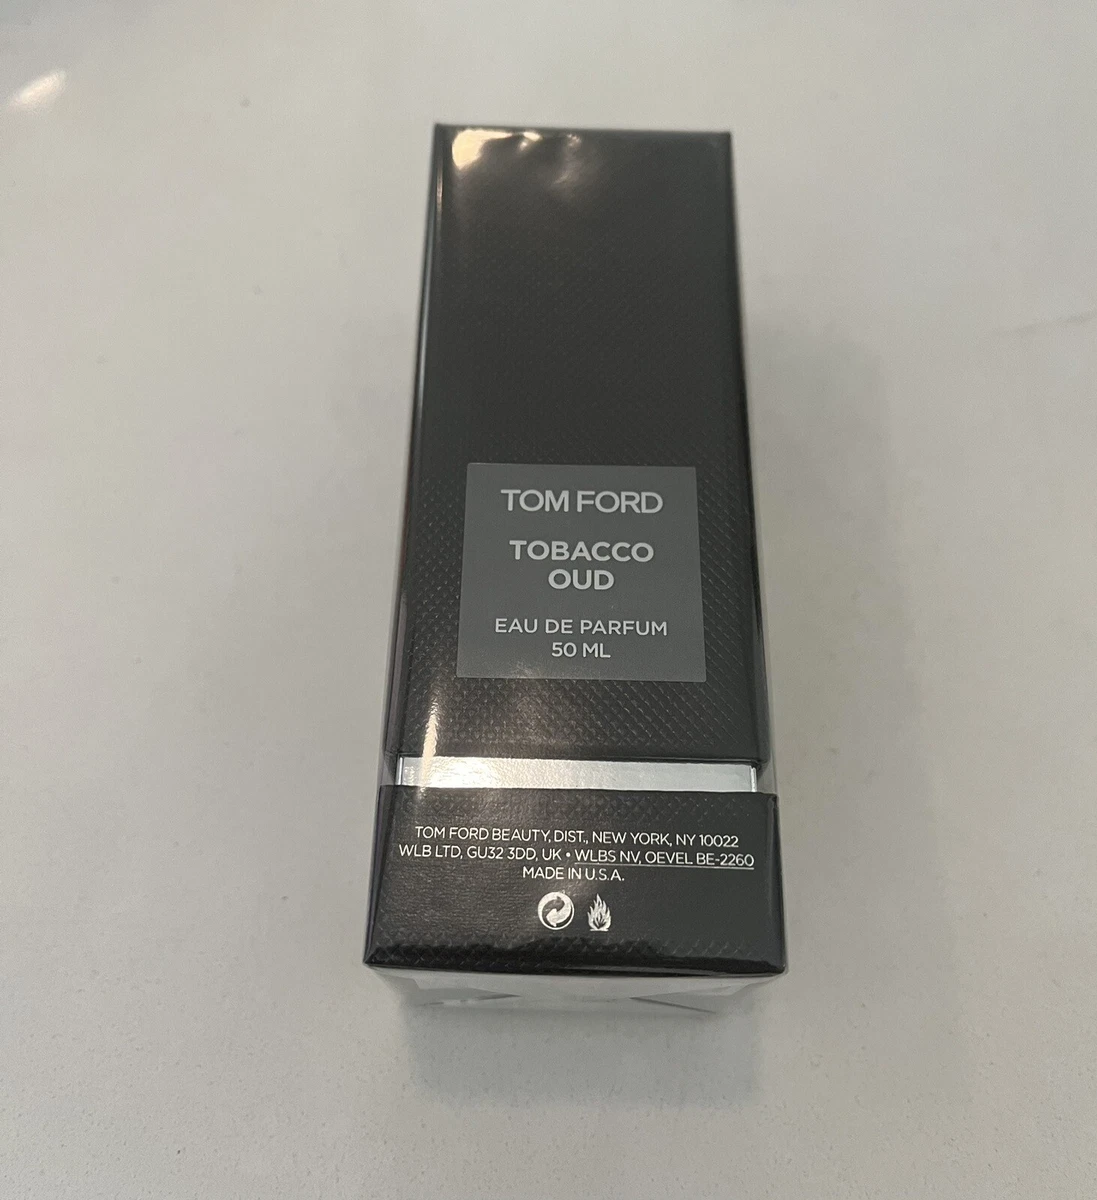 TOM FORD
TOBACCO
OUD
EAU DE PARFUM
50 ML
TOM FORD BEAUTY, DIST., NEW YORK, NY 10022
WLB LTD, GU32 3DD, UK • WLBS NV, OEVEL BE-2260
MADE IN U.S.A.